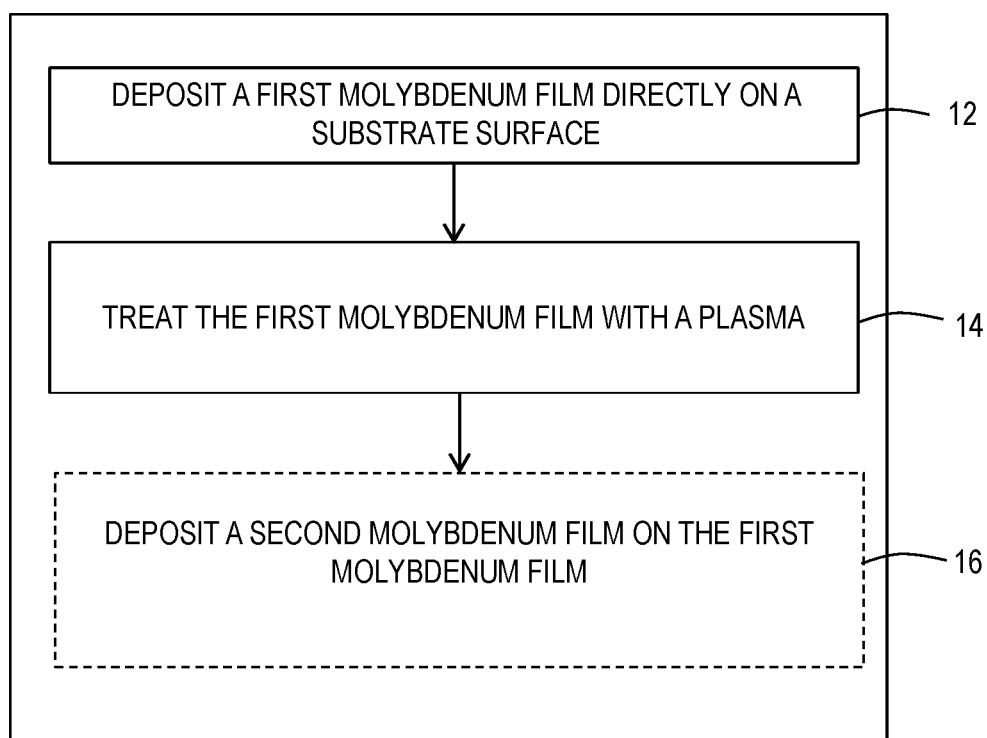 DEPOSIT A FIRST MOLYBDENUM FILM DIRECTLY ON A
SUBSTRATE SURFACE
12
TREAT THE FIRST MOLYBDENUM FILM WITH A PLASMA
14
DEPOSIT A SECOND MOLYBDENUM FILM ON THE FIRST
MOLYBDENUM FILM
16